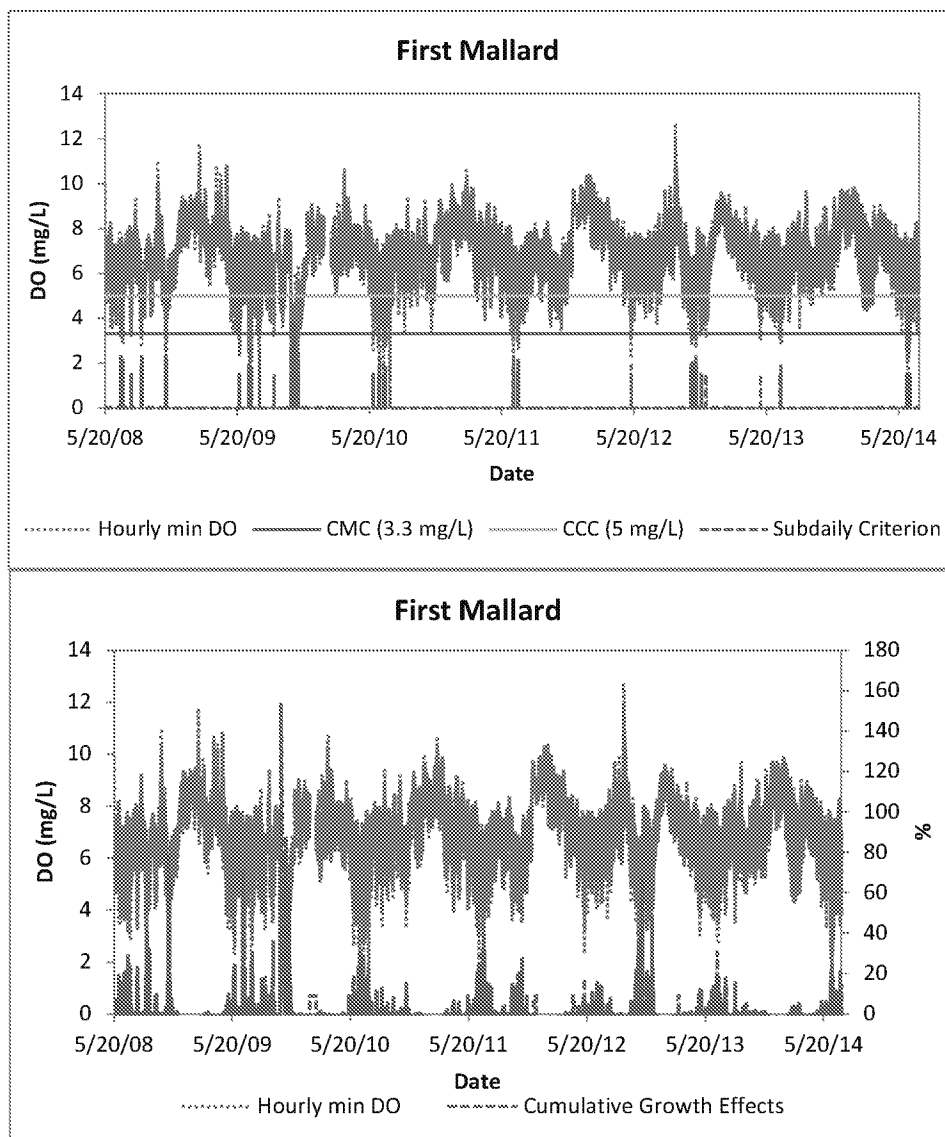 First Mallard
14
12
10
8
6
4
2
0
DO (mg/L)
5/20/08 5/20/09 5/20/10 5/20/11 5/20/12 5/20/13 5/20/14
Date
Hourly min DO CMC (3.3 mg/L) CCC (5 mg/L) Subdaily Criterion
First Mallard
14
12
10
8
6
4
2
0
DO (mg/L)
180
160
140
120
100
80
60
40
20
0
%
5/20/08 5/20/09 5/20/10 5/20/11 5/20/12 5/20/13 5/20/14
Date
Hourly min DO Cumulative Growth Effects